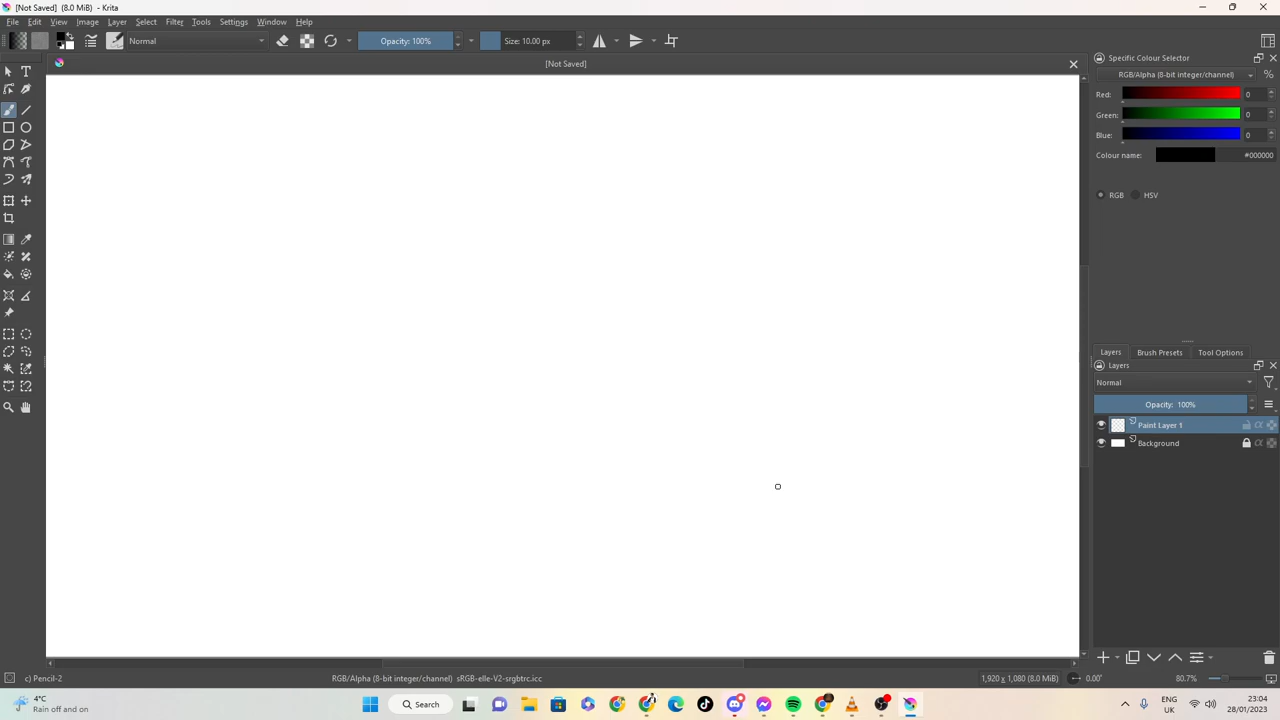 [Not Saved] (8.0 MiB) - Krita
File Edit View Image Layer Select Filter Tools Settings Window Help
Normal Opacity: 100% Size: 10.00 px
[Not Saved]
Specific Colour Selector
RGB/Alpha (8-bit integer/channel) %
Red: 0
Green: 0
Blue: 0
Colour name: #000000
RGB HSV
Layers Brush Presets Tool Options
Layers
Normal
Opacity: 100%
Paint Layer 1
Background
c) Pencil-2 RGB/Alpha (8-bit integer/channel) sRGB-elle-V2-srgbtrc.icc 1,920 x 1,080 (8.0 MiB) 0.00° 80.7%
4°C
Rain off and on
Search
ENG
UK
23:04
28/01/2023